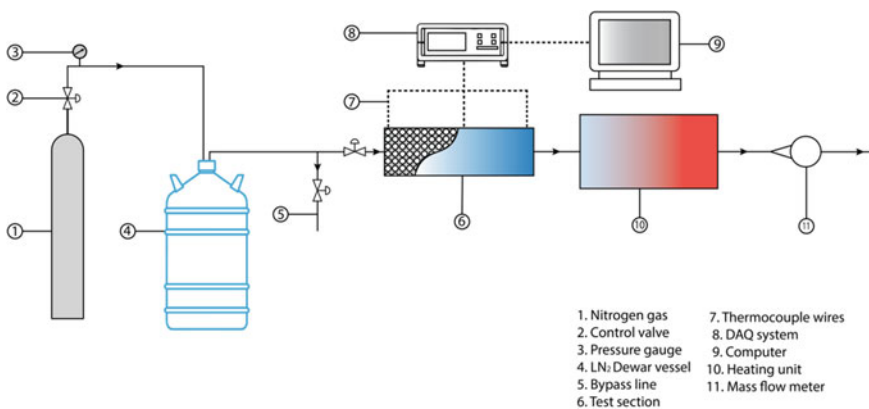 3
8
9
2
7
1
4
5
6
10
11
1. Nitrogen gas
2. Control valve
3. Pressure gauge
4. LN₂ Dewar vessel
5. Bypass line
6. Test section
7. Thermocouple wires
8. DAQ system
9. Computer
10. Heating unit
11. Mass flow meter